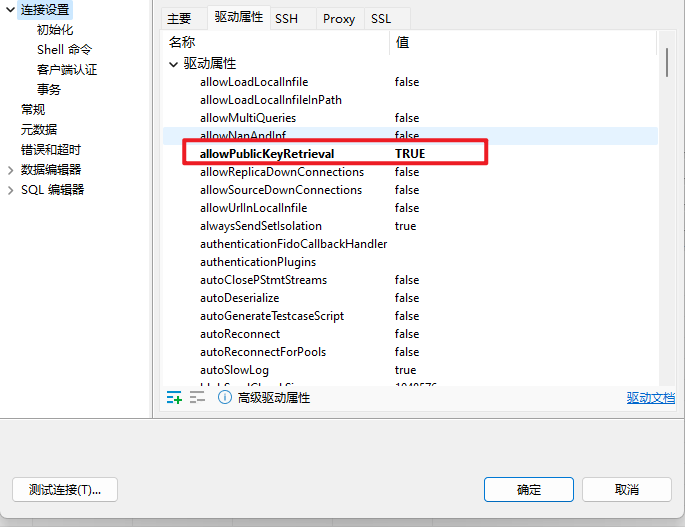 连接设置
初始化
Shell 命令
客户端认证
事务
常规
元数据
错误和超时
数据编辑器
SQL 编辑器
主要 驱动属性 SSH Proxy SSL
名称 值
驱动属性
allowLoadLocalInfile false
allowLoadLocalInfileInPath
allowMultiQueries false
allowNanAndInf false
allowPublicKeyRetrieval TRUE
allowReplicaDownConnections false
allowSourceDownConnections false
allowUrlInLocalInfile false
alwaysSendSetIsolation true
authenticationFidoCallbackHandler
authenticationPlugins
autoClosePStmtStreams false
autoDeserialize false
autoGenerateTestcaseScript false
autoReconnect false
autoReconnectForPools false
autoSlowLog true
高级驱动属性 驱动文档
测试连接(T)... 确定 取消